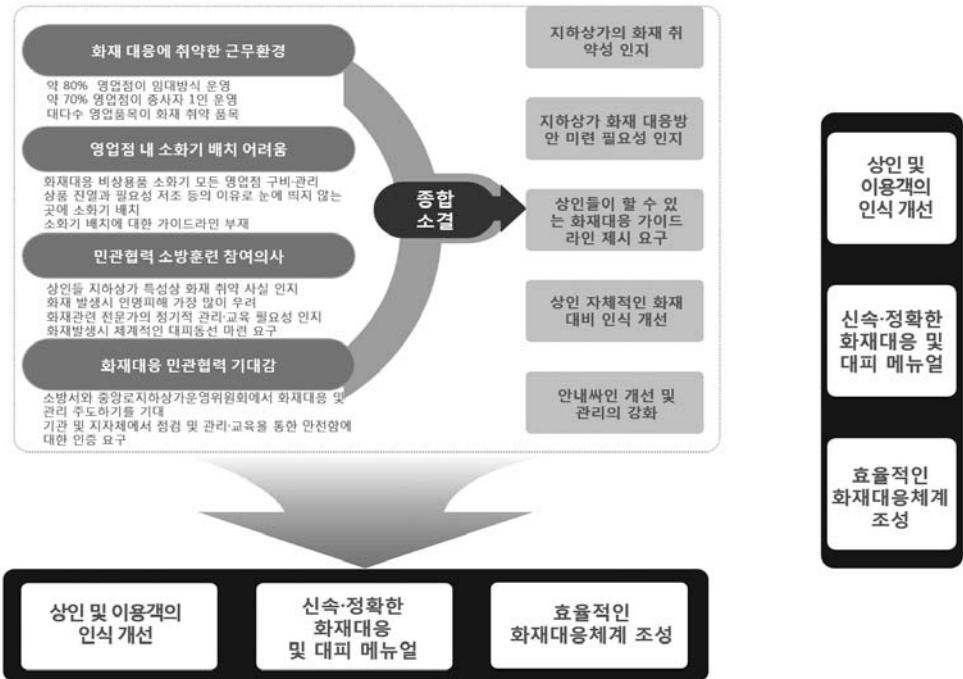 화재 대응에 취약한 근무환경
약 80% 영업점이 임대방식 운영
약 70% 영업점이 종사자 1인 운영
대다수 영업품목이 화재 취약 품목
영업점 내 소화기 배치 어려움
화재대응 비상용품 소화기 모든 영업점 구비·관리
상품 진열과 필요성 저조 등의 이유로 눈에 띄지 않는
곳에 소화기 배치
소화기 배치에 대한 가이드라인 부재
민관협력 소방훈련 참여의사
상인들 지하상가 특성상 화재 취약 사실 인지
화재 발생시 인명피해 가장 많이 우려
화재관련 전문가의 정기적 관리·교육 필요성 인지
화재발생시 체계적인 대피동선 마련 요구
화재대응 민관협력 기대감
소방서와 중앙로지하상가운영위원회에서 화재대응 및
관리 주도하기를 기대
기관 및 지자체에서 점검 및 관리·교육을 통한 안전함에
대한 인증 요구
종합
소결
지하상가의 화재 취
약성 인지
지하상가 화재 대응방
안 미련 필요성 인지
상인들이 할 수 있
는 화재대응 가이드
라인 제시 요구
상인 자체적인 화재
대비 인식 개선
안내싸인 개선 및
관리의 강화
상인 및
이용객의
인식 개선
신속·정확한
화재대응 및
대피 메뉴얼
효율적인
화재대응체계
조성
상인 및 이용객의
인식 개선
신속·정확한
화재대응
및 대피 메뉴얼
효율적인
화재대응체계 조성